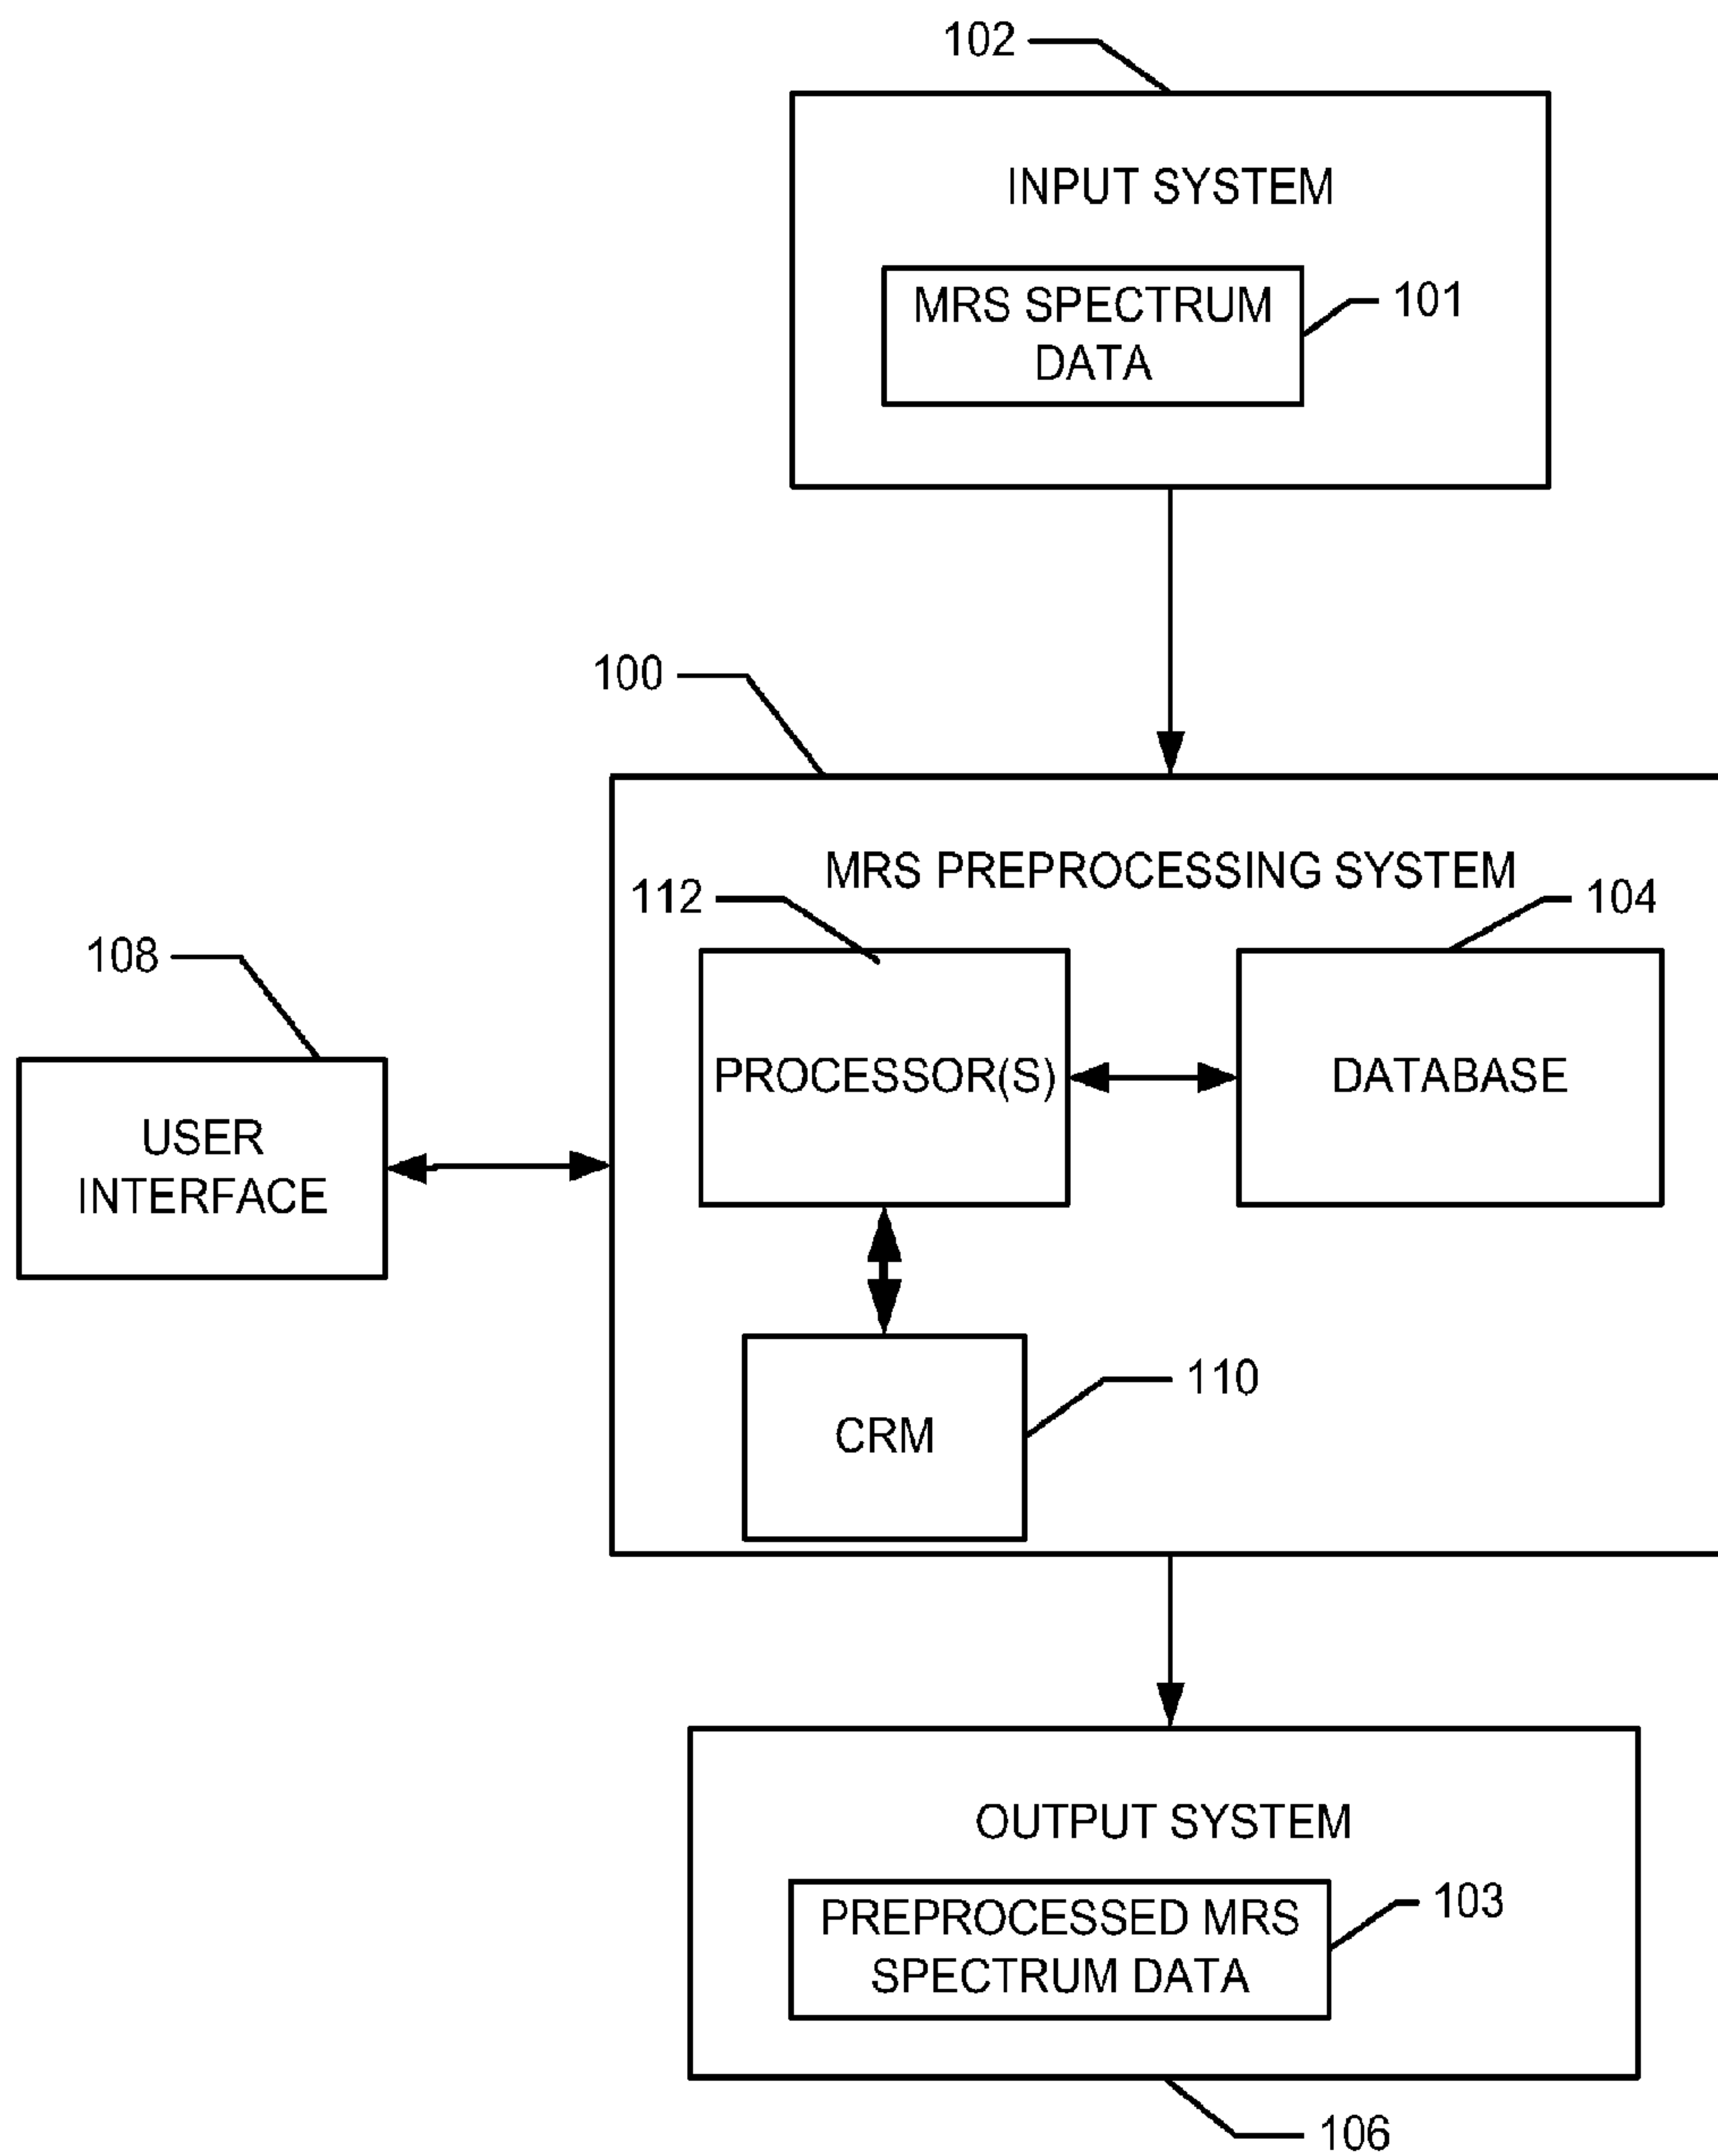 102
INPUT SYSTEM
MRS SPECTRUM
DATA
101
100
MRS PREPROCESSING SYSTEM
112
104
108
PROCESSOR(S)
DATABASE
USER
INTERFACE
110
CRM
OUTPUT SYSTEM
PREPROCESSED MRS
SPECTRUM DATA
103
106